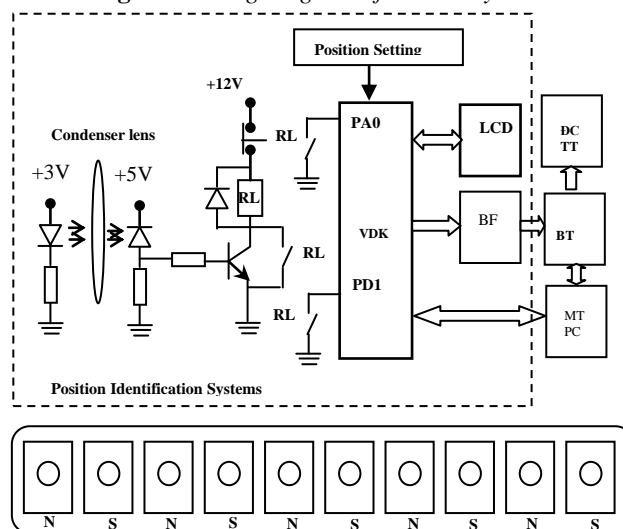 Position Setting
+12V
Condenser lens
RL
PA0
LCD
ĐC
TT
+3V
+5V
RL
VDK
BF
BT
RL
RL
PD1
MT
PC
Position Identification Systems
N S N S N S N S N S